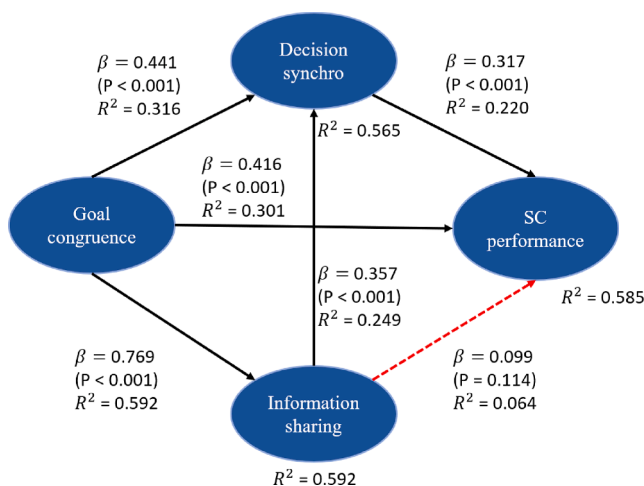 Decision
synchro
β = 0.441
(P < 0.001)
R² = 0.316
β = 0.317
(P < 0.001)
R² = 0.220
R² = 0.565
β = 0.416
(P < 0.001)
R² = 0.301
Goal
congruence
SC
performance
β = 0.357
(P < 0.001)
R² = 0.249
R² = 0.585
β = 0.769
(P < 0.001)
R² = 0.592
β = 0.099
(P = 0.114)
R² = 0.064
Information
sharing
R² = 0.592